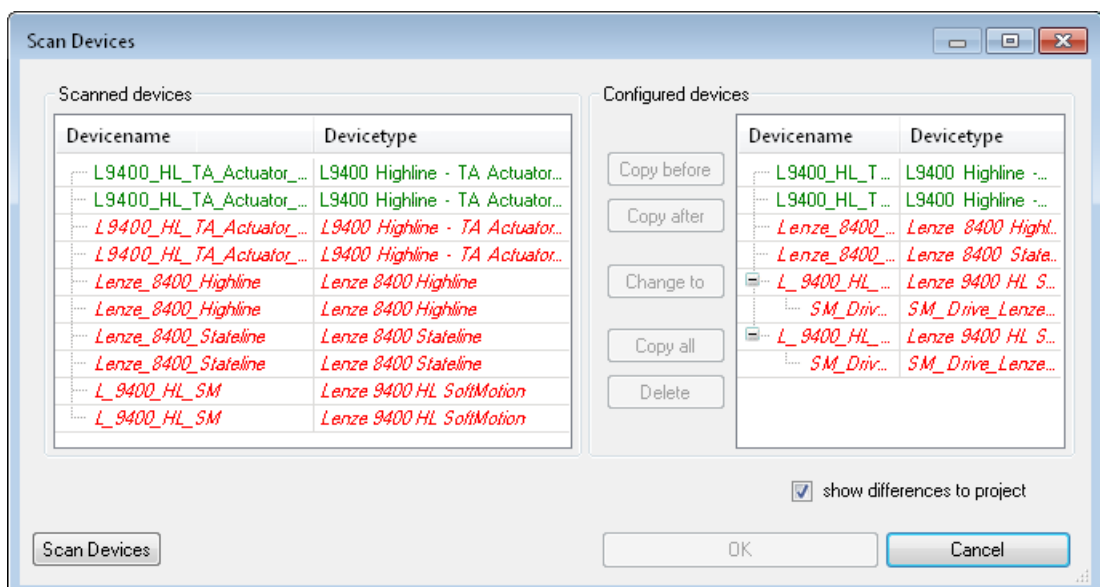 Scan Devices
Scanned devices
Devicename Devicetype
L9400_HL_TA_Actuator_... L9400 Highline - TA Actuator...
L9400_HL_TA_Actuator_... L9400 Highline - TA Actuator...
L9400_HL_TA_Actuator_... L9400 Highline - TA Actuator...
L9400_HL_TA_Actuator_... L9400 Highline - TA Actuator...
Lenze_8400_Highline Lenze 8400 Highline
Lenze_8400_Highline Lenze 8400 Highline
Lenze_8400_Stateline Lenze 8400 Stateline
Lenze_8400_Stateline Lenze 8400 Stateline
L_9400_HL_SM Lenze 9400 HL SoftMotion
L_9400_HL_SM Lenze 9400 HL SoftMotion
Copy before
Copy after
Change to
Copy all
Delete
Configured devices
Devicename Devicetype
L9400_HL_T... L9400 Highline -...
L9400_HL_T... L9400 Highline -...
Lenze_8400_... Lenze 8400 Highl...
Lenze_8400_... Lenze 8400 State...
L_9400_HL_... Lenze 9400 HL S...
SM_Driv... SM_Drive_Lenze...
L_9400_HL_... Lenze 9400 HL S...
SM_Driv... SM_Drive_Lenze...
show differences to project
Scan Devices
OK
Cancel